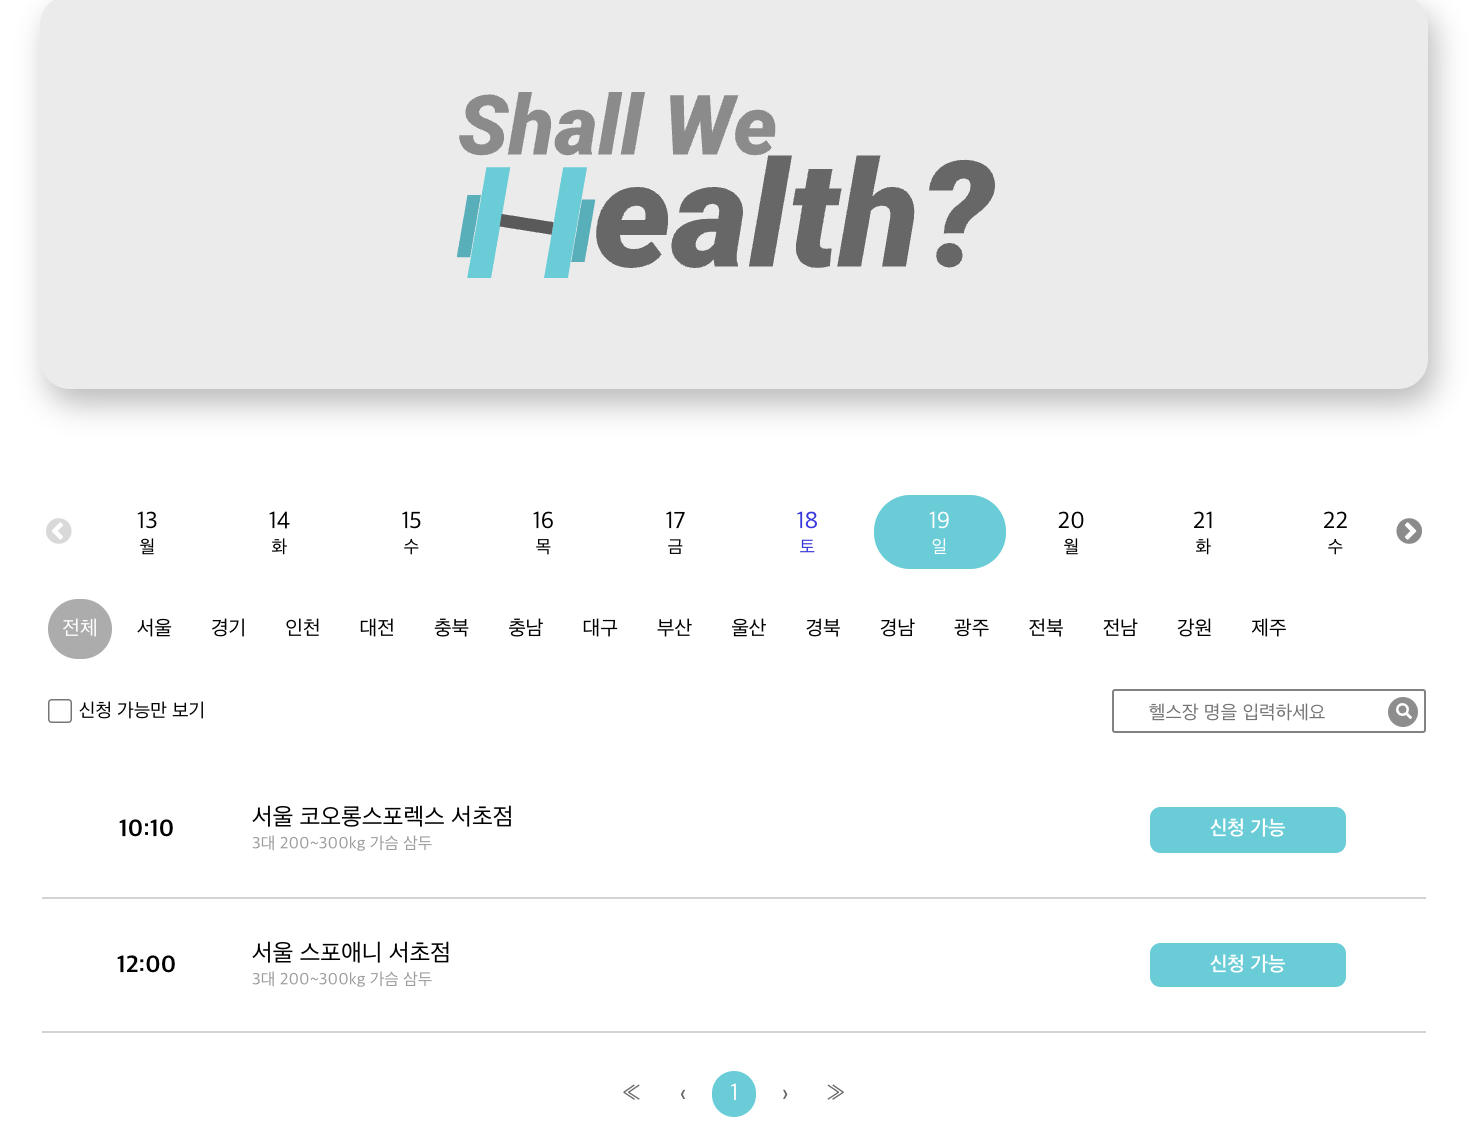 Shall We
Health?
13 14 15 16 17 18 19 20 21 22
월 화 수 목 금 토 일 월 화 수
전체 서울 경기 인천 대전 충북 충남 대구 부산 울산 경북 경남 광주 전북 전남 강원 제주
신청 가능만 보기
헬스장 명을 입력하세요
10:10
서울 코오롱스포렉스 서초점
3대 200~300kg 가슴 삼두
신청 가능
12:00
서울 스포애니 서초점
3대 200~300kg 가슴 삼두
신청 가능
≪ ‹ 1 › ≫